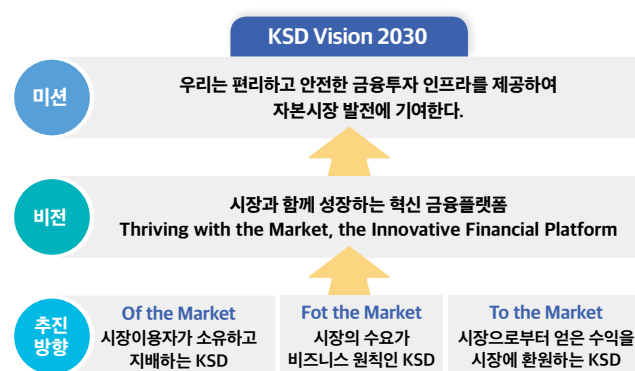 KSD Vision 2030
미션
우리는 편리하고 안전한 금융투자 인프라를 제공하여
자본시장 발전에 기여한다.
비전
시장과 함께 성장하는 혁신 금융플랫폼
Thriving with the Market, the Innovative Financial Platform
추진
방향
Of the Market
시장이용자가 소유하고
지배하는 KSD
Fot the Market
시장의 수요가
비즈니스 원칙인 KSD
To the Market
시장으로부터 얻은 수익을
시장에 환원하는 KSD